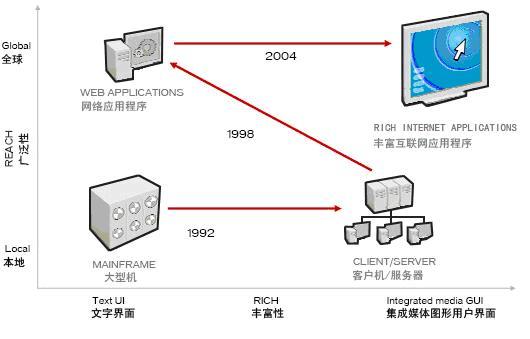 Global
全球
2004
WEB APPLICATIONS
网络应用程序
RICH INTERNET APPLICATIONS
丰富互联网应用程序
REACH
广泛性
1998
1992
Local
本地
MAINFRAME
大型机
CLIENT/SERVER
客户机/服务器
Text UI
文字界面
RICH
丰富性
Integrated media GUI
集成媒体图形用户界面